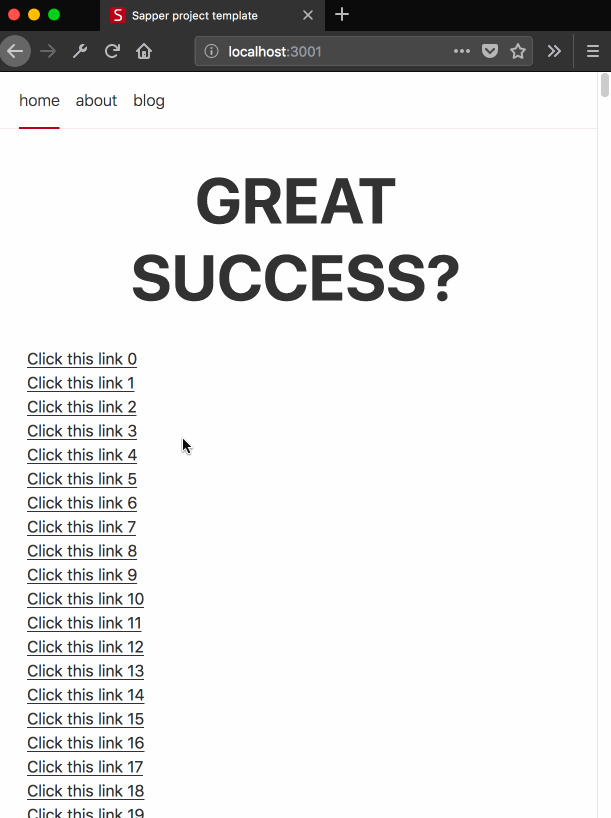 S Sapper project template
localhost:3001
home about blog
GREAT
SUCCESS?
Click this link 0
Click this link 1
Click this link 2
Click this link 3
Click this link 4
Click this link 5
Click this link 6
Click this link 7
Click this link 8
Click this link 9
Click this link 10
Click this link 11
Click this link 12
Click this link 13
Click this link 14
Click this link 15
Click this link 16
Click this link 17
Click this link 18
Click this link 19